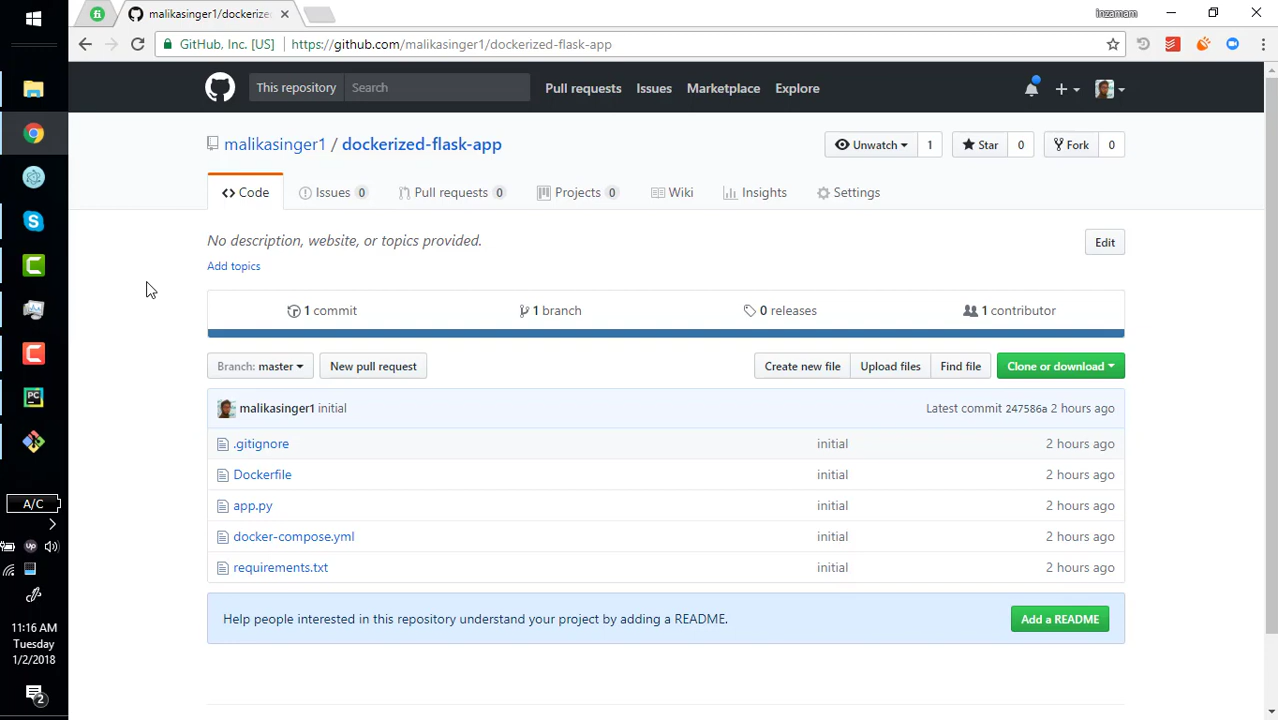 malikasinger1/dockerize
inzamam
GitHub, Inc. [US]
https://github.com/malikasinger1/dockerized-flask-app
This repository
Search
Pull requests
Issues
Marketplace
Explore
malikasinger1 / dockerized-flask-app
Unwatch 1
Star 0
Fork 0
Code
Issues 0
Pull requests 0
Projects 0
Wiki
Insights
Settings
No description, website, or topics provided.
Edit
Add topics
1 commit
1 branch
0 releases
1 contributor
Branch: master
New pull request
Create new file
Upload files
Find file
Clone or download
malikasinger1 initial
Latest commit 247586a 2 hours ago
.gitignore initial 2 hours ago
Dockerfile initial 2 hours ago
app.py initial 2 hours ago
docker-compose.yml initial 2 hours ago
requirements.txt initial 2 hours ago
Help people interested in this repository understand your project by adding a README.
Add a README
PC
A/C
up
11:16 AM
Tuesday
1/2/2018
2